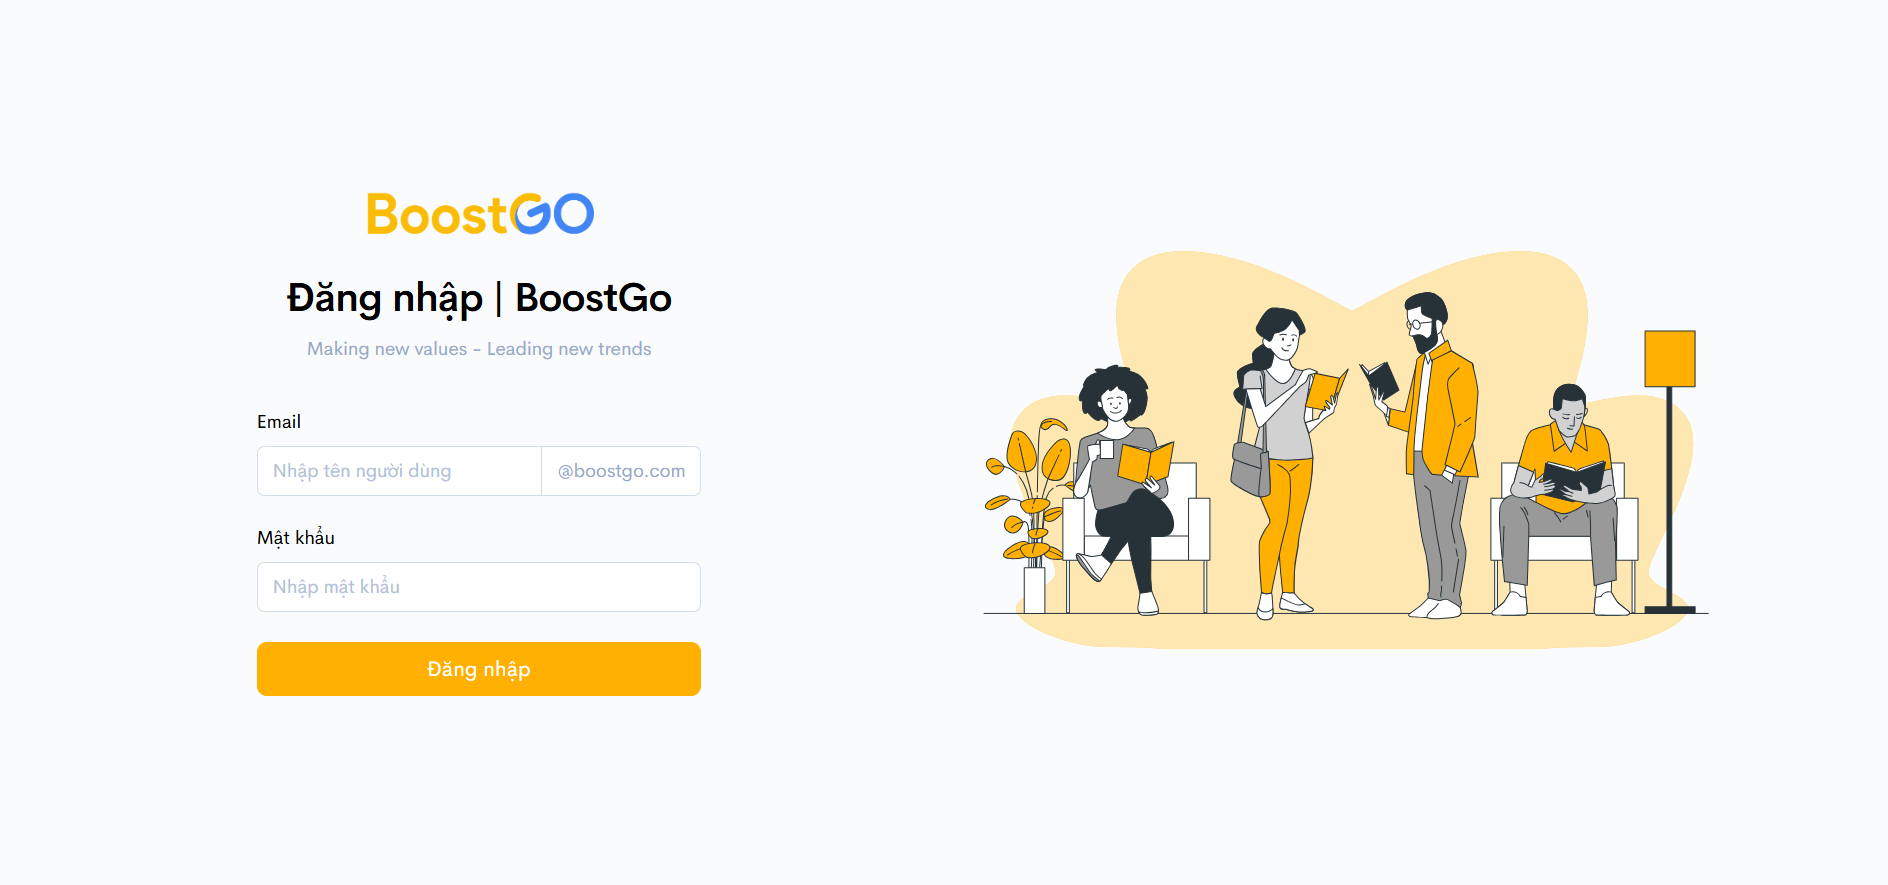 BoostGO
Đăng nhập | BoostGo
Making new values - Leading new trends
Email
Nhập tên người dùng @boostgo.com
Mật khẩu
Nhập mật khẩu
Đăng nhập